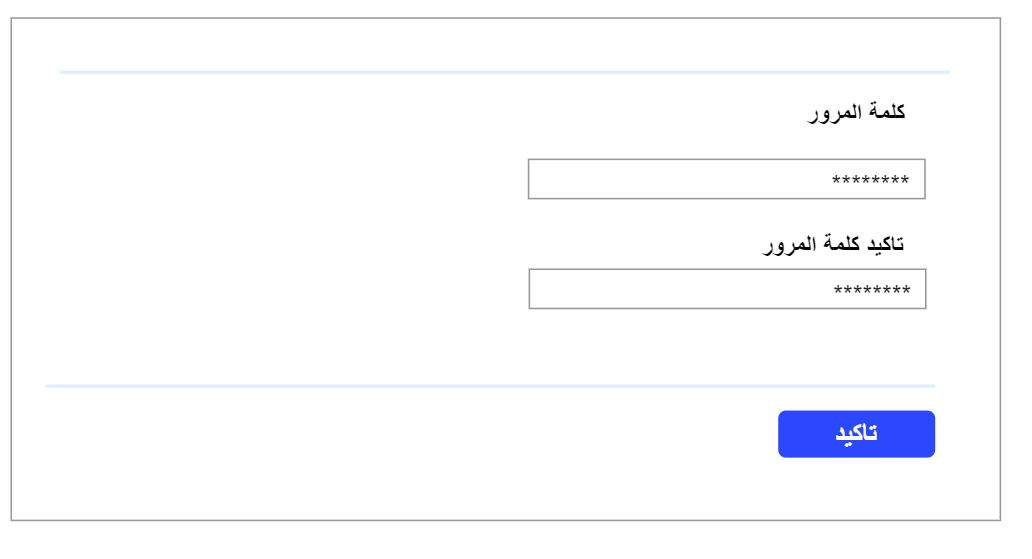 كلمة المرور
********
تاكيد كلمة المرور
********
تاكيد